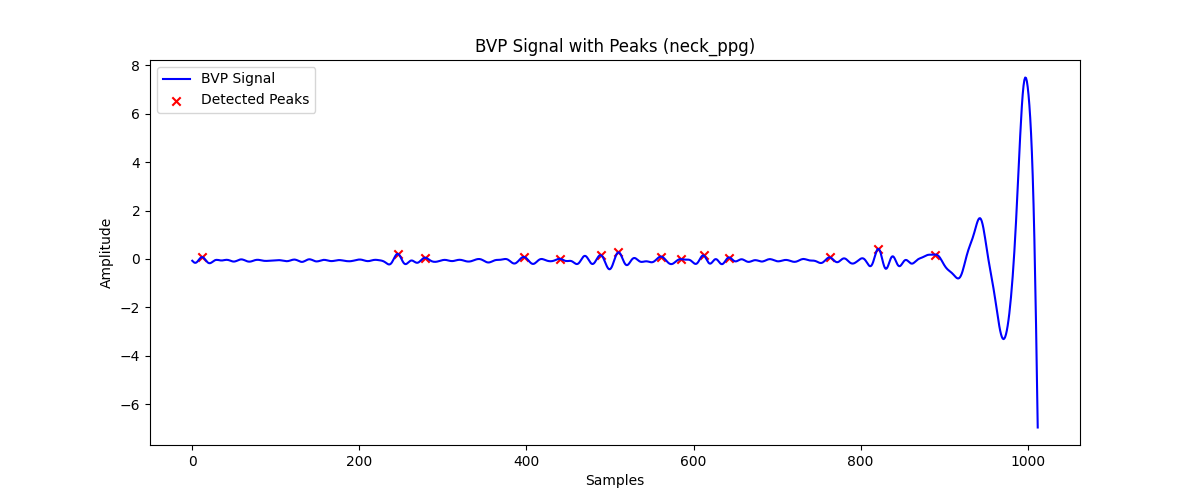 BVP Signal with Peaks (neck_ppg)
BVP Signal
Detected Peaks
Amplitude
8
6
4
2
0
−2
−4
−6
0 200 400 600 800 1000
Samples